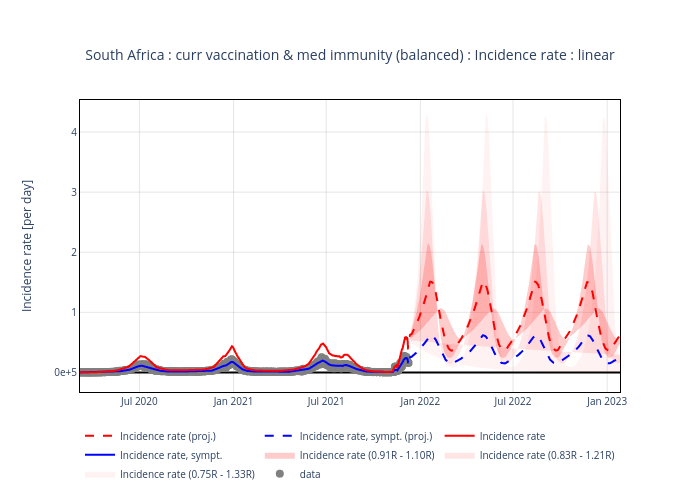 South Africa : curr vaccination & med immunity (balanced) : Incidence rate : linear
Incidence rate [per day]
4
3
2
1
0e+5
Jul 2020
Jan 2021
Jul 2021
Jan 2022
Jul 2022
Jan 2023
Incidence rate (proj.)
Incidence rate, sympt. (proj.)
Incidence rate
Incidence rate, sympt.
Incidence rate (0.91R - 1.10R)
Incidence rate (0.83R - 1.21R)
Incidence rate (0.75R - 1.33R)
data